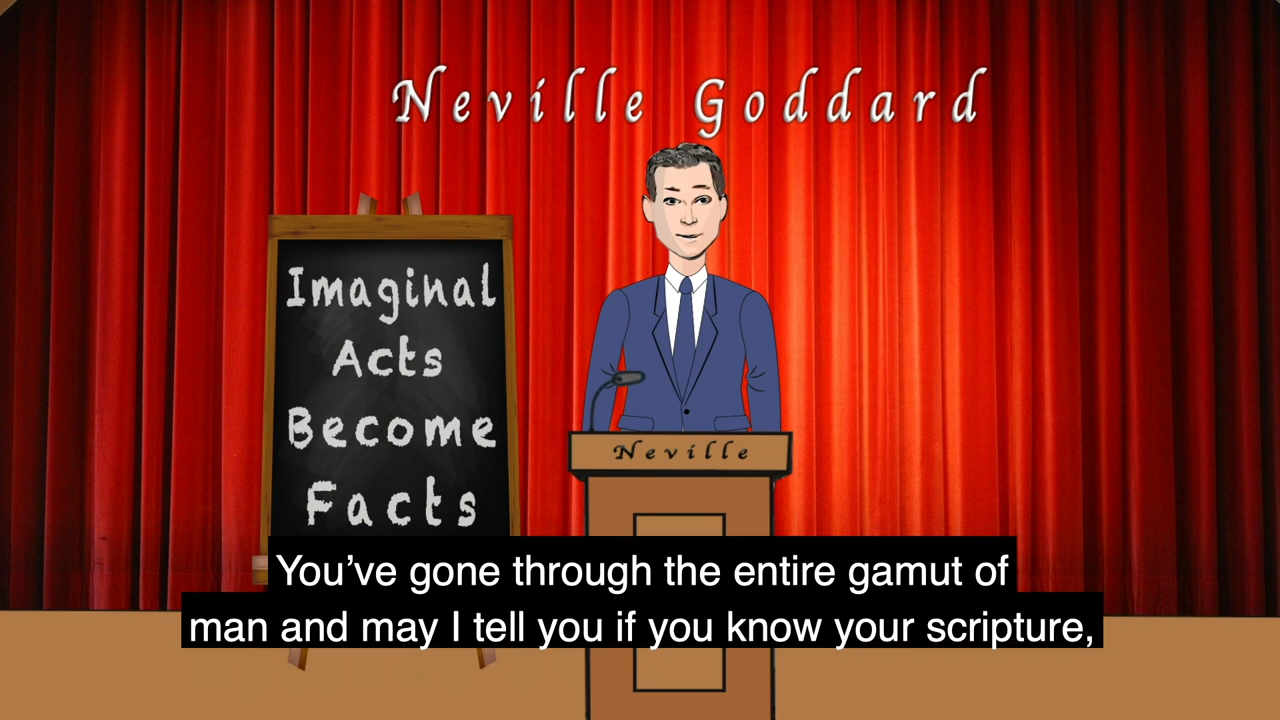 Neville Goddard
Imaginal
Acts
Become
Facts
Neville
You’ve gone through the entire gamut of
man and may I tell you if you know your scripture,